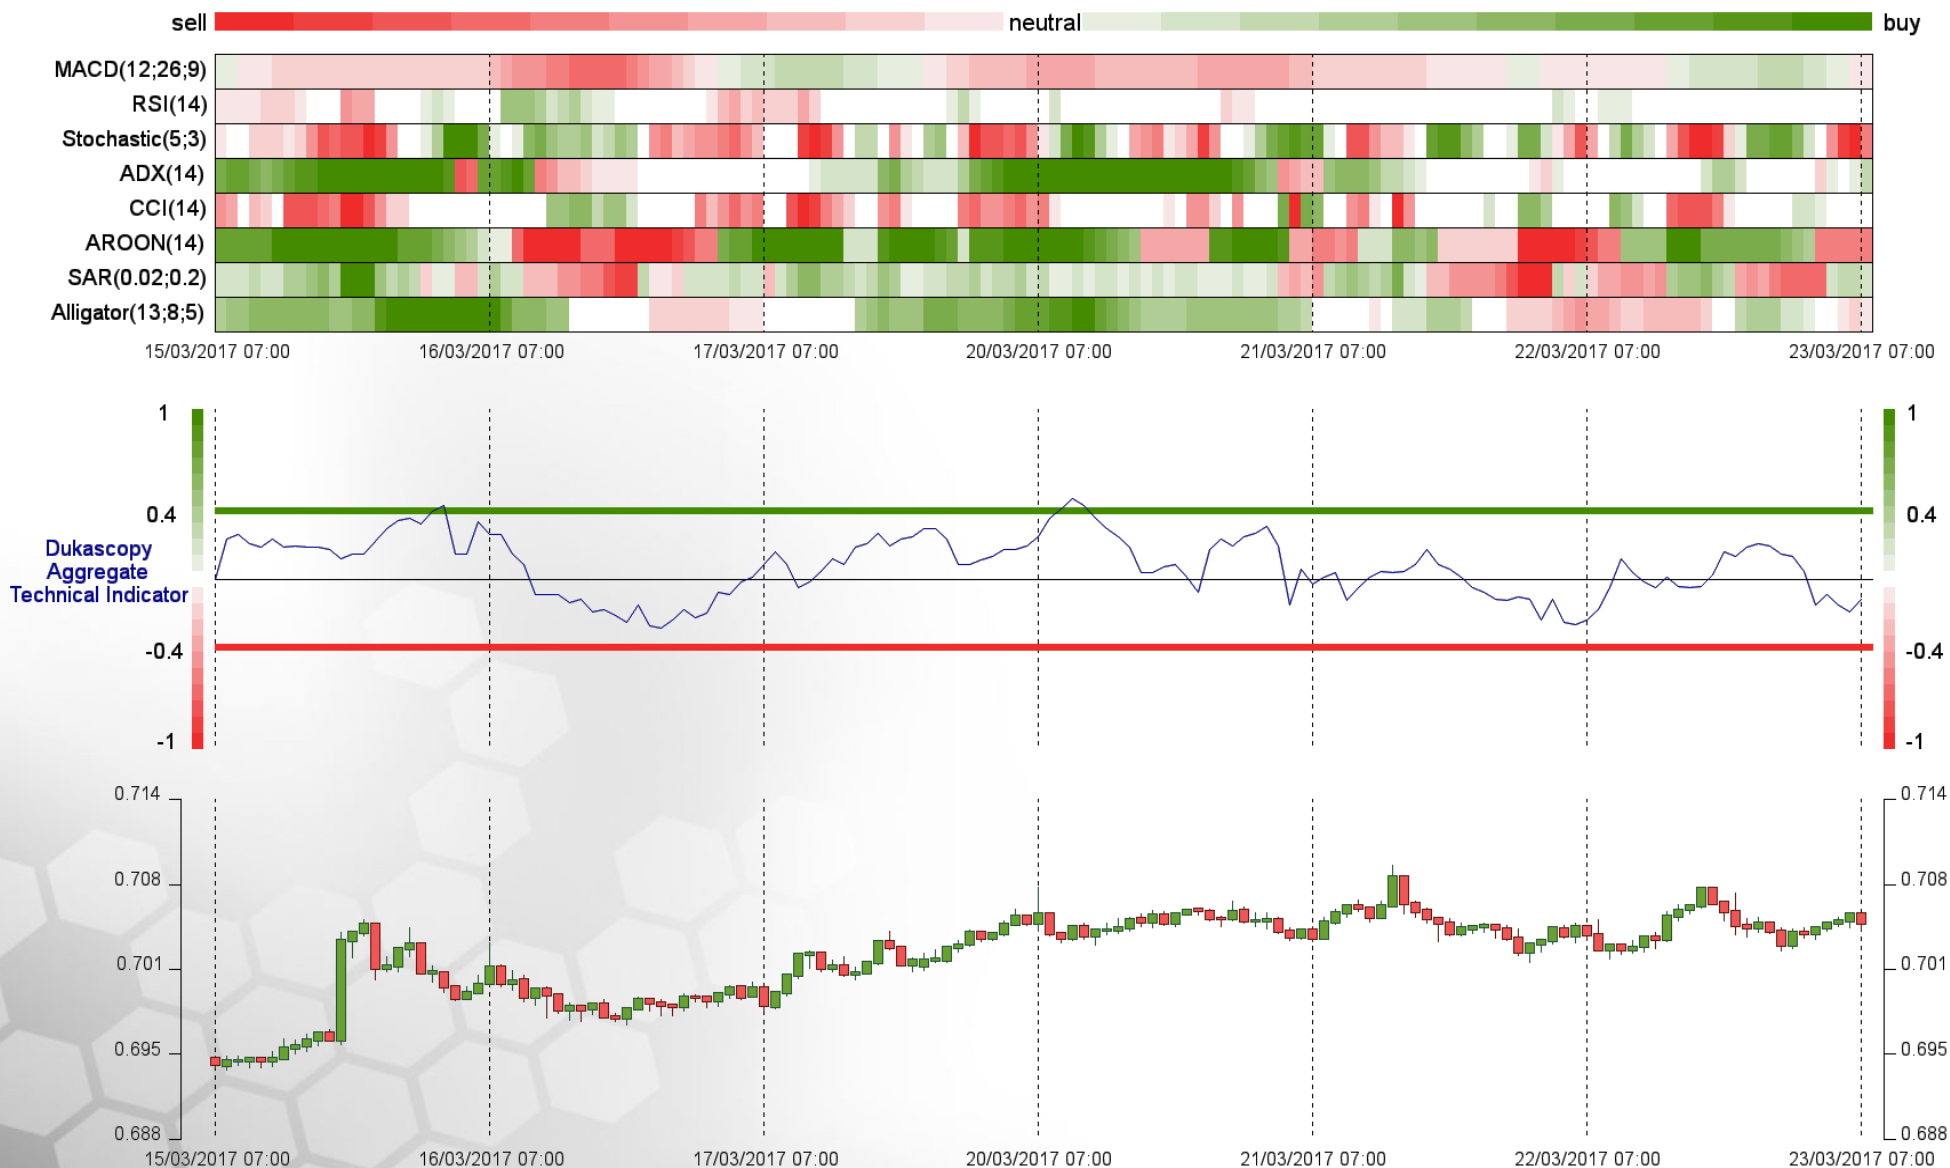 sell neutral buy
MACD(12;26;9)
RSI(14)
Stochastic(5;3)
ADX(14)
CCI(14)
AROON(14)
SAR(0.02;0.2)
Alligator(13;8;5)
15/03/2017 07:00 16/03/2017 07:00 17/03/2017 07:00 20/03/2017 07:00 21/03/2017 07:00 22/03/2017 07:00 23/03/2017 07:00
1 1
0.4 0.4
Dukascopy
Aggregate
Technical Indicator
-0.4 -0.4
-1 -1
0.714 0.714
0.708 0.708
0.701 0.701
0.695 0.695
0.688 0.688
15/03/2017 07:00 16/03/2017 07:00 17/03/2017 07:00 20/03/2017 07:00 21/03/2017 07:00 22/03/2017 07:00 23/03/2017 07:00